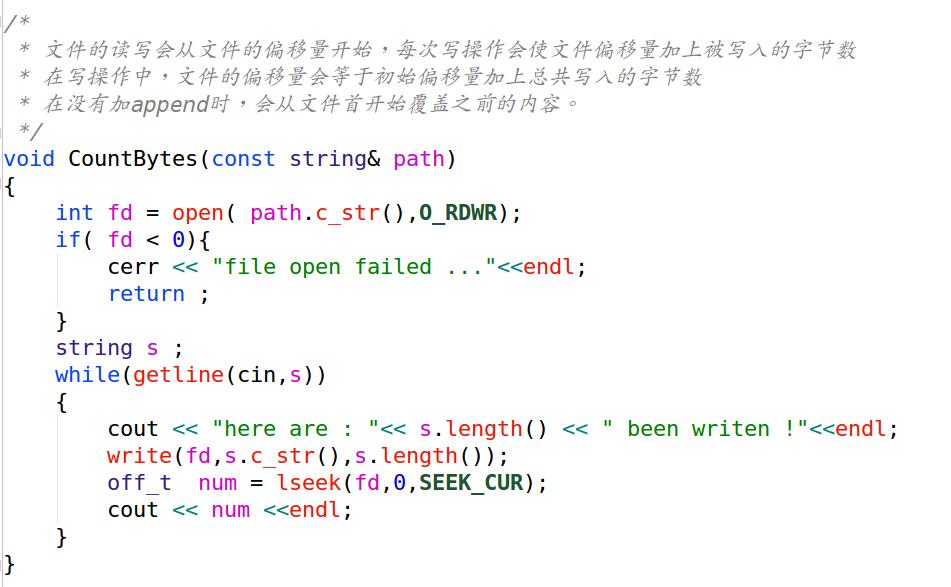 /*
 * 文件的读写会从文件的偏移量开始，每次写操作会使文件偏移量加上被写入的字节数
 * 在写操作中，文件的偏移量会等于初始偏移量加上总共写入的字节数
 * 在没有加append时，会从文件首开始覆盖之前的内容。
 */
void CountBytes(const string& path)
{
    int fd = open( path.c_str(),O_RDWR);
    if( fd < 0){
        cerr << "file open failed ..."<<endl;
        return ;
    }
    string s ;
    while(getline(cin,s))
    {
        cout << "here are : "<< s.length() << " been writen !"<<endl;
        write(fd,s.c_str(),s.length());
        off_t  num = lseek(fd,0,SEEK_CUR);
        cout << num <<endl;
    }
}